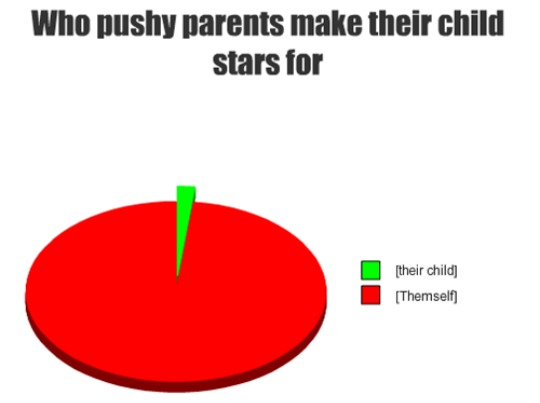 Who pushy parents make their child
stars for
[their child]
[Themself]